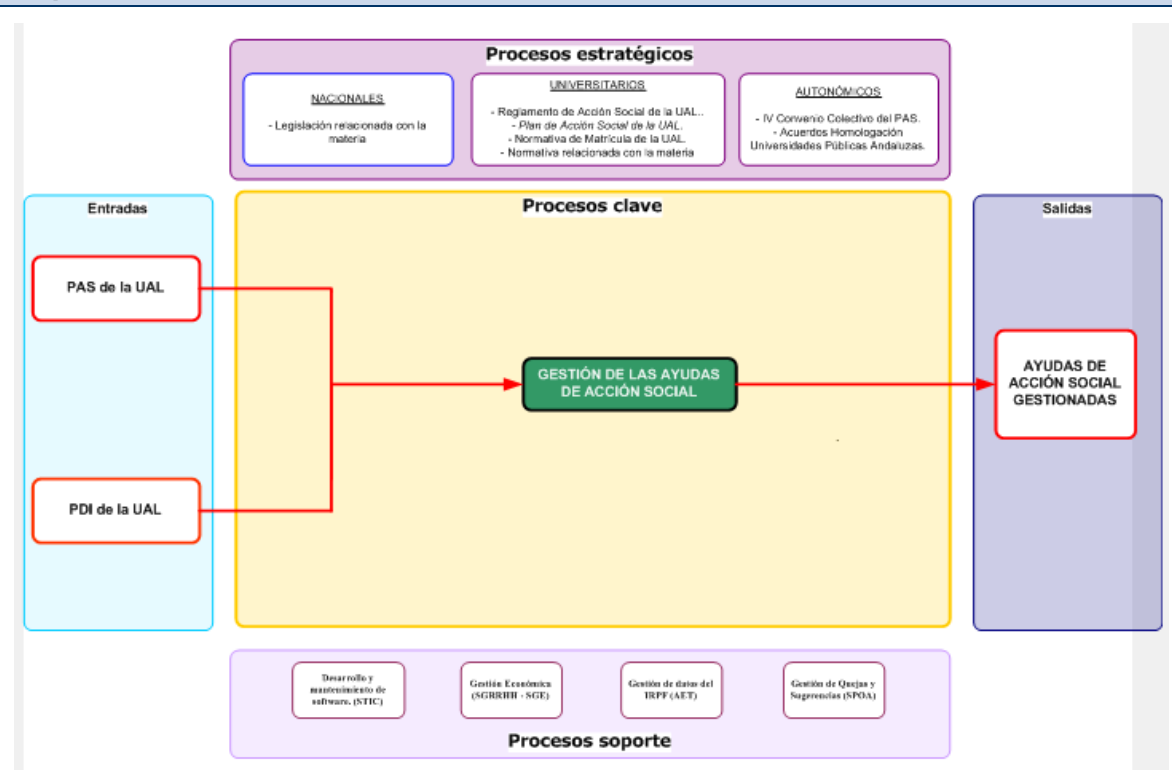 Procesos estratégicos
NACIONALES
- Legislación relacionada con la
materia
UNIVERSITARIOS
- Reglamento de Acción Social de la UAL..
- Plan de Acción Social de la UAL.
- Normativa de Matrícula de la UAL.
- Normativa relacionada con la materia
AUTONÓMICOS
- IV Convenio Colectivo del PAS.
- Acuerdos Homologación
Universidades Públicas Andaluzas.
Entradas
PAS de la UAL
PDI de la UAL
Procesos clave
GESTIÓN DE LAS AYUDAS
DE ACCIÓN SOCIAL
Salidas
AYUDAS DE
ACCIÓN SOCIAL
GESTIONADAS
Desarrollo y
mantenimiento de
software. (STIC)
Gestión Económica
(SGRRHH - SGE)
Gestión de datos del
IRPF (AET)
Gestión de Quejas y
Sugerencias (SPOA)
Procesos soporte